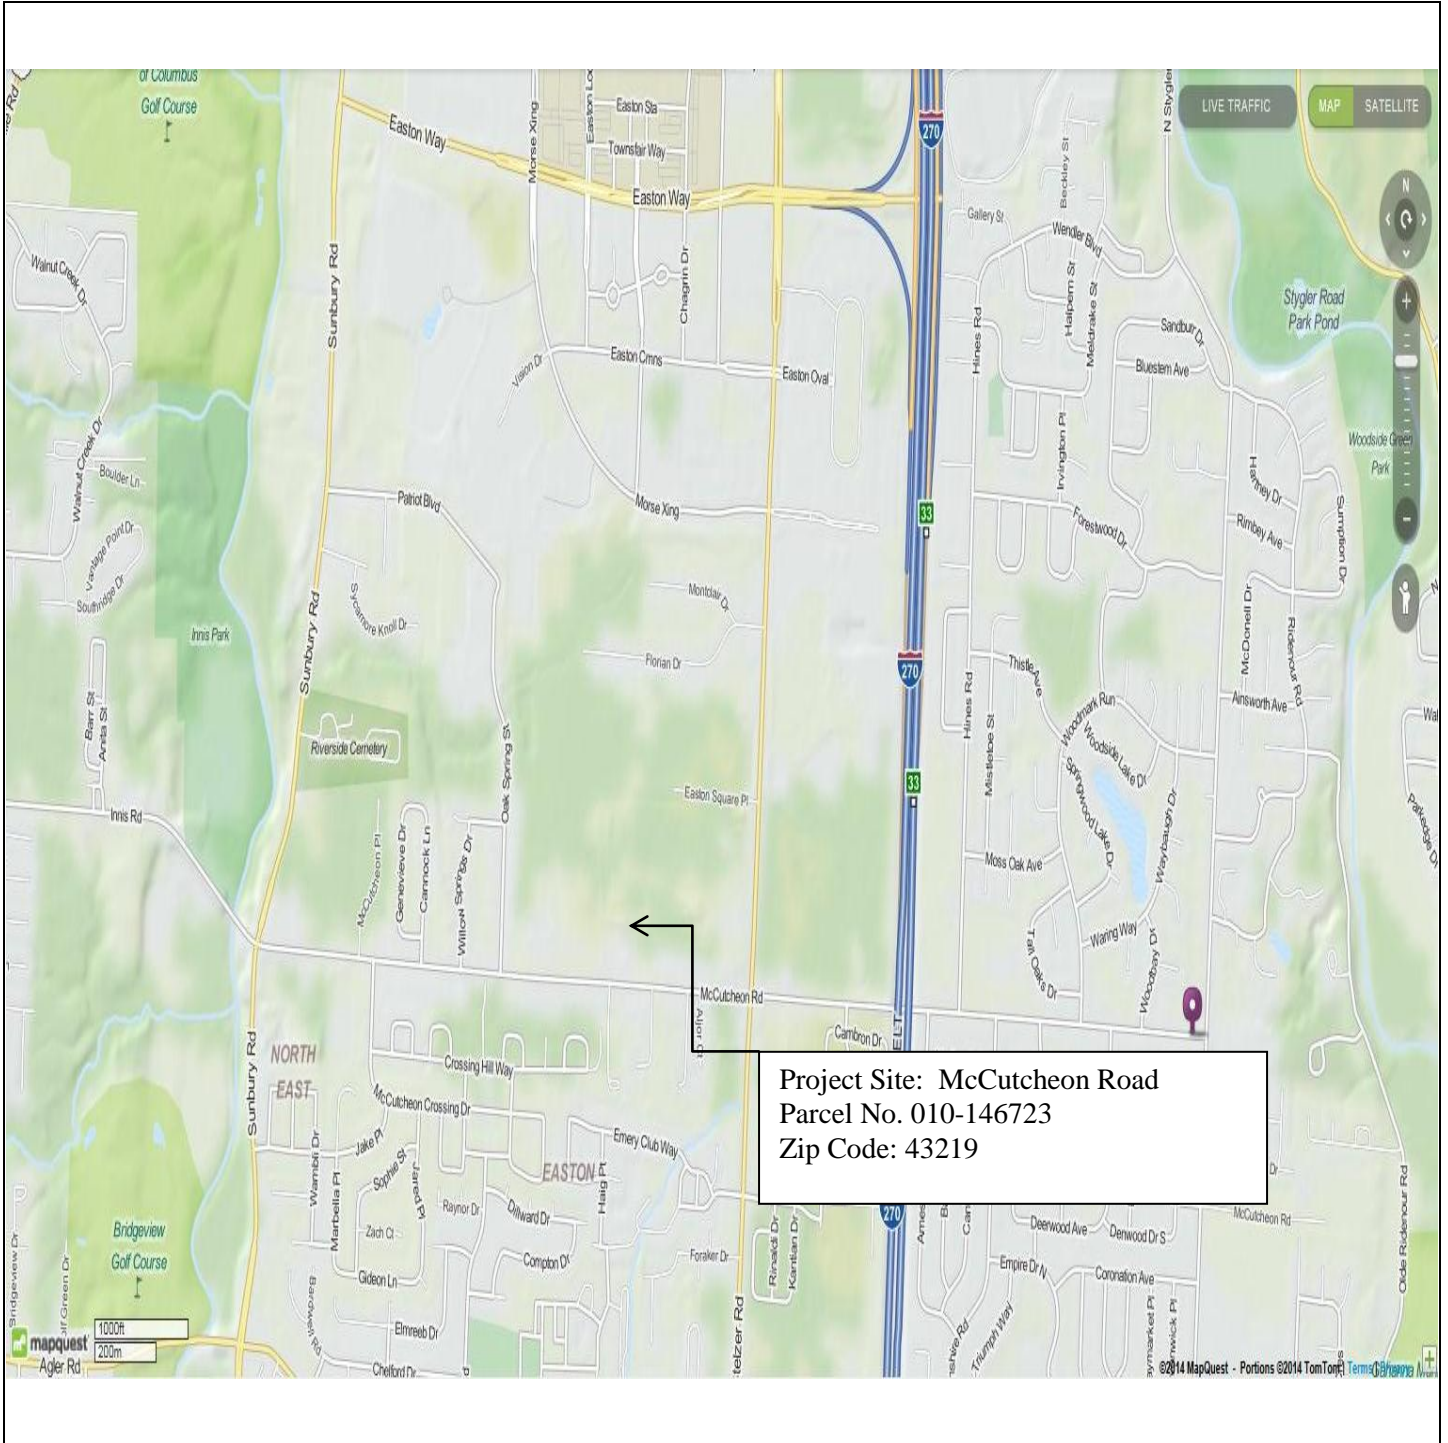 of Columbus
Golf Course
Easton Way
Morse Xing
Easton Sta
Townsfair Way
Easton Way
270
LIVE TRAFFIC
MAP
SATELLITE
N
Beckley St
Gallery St
Wendler Blvd
Halpern St
Meldrake St
Sandburr Dr
Bluestem Ave
Stygler Road
Park Pond
Walnut Creek Dr
Sunbury Rd
Chagrin Dr
Vision Dr
Easton Cmns
Easton Oval
Hines Rd
Irvington Pl
Woodside Green
Park
Walnut Creek Dr
Boulder Ln
Vantage Point Dr
Southridge Dr
Patriot Blvd
Morse Xing
33
Forestwood Dr
Hartney Dr
Rimbey Ave
Sumption Dr
McDonell Dr
Ridenour Rd
Innis Park
Sycamore Knoll Dr
Sunbury Rd
Montclair Dr
Florian Dr
270
Hines Rd
Thistle Ave
Mistletoe St
Woodmark Run
Woodside Lake Dr
Springwood Lake Dr
Ainsworth Ave
Barr St
Anita St
Riverside Cemetery
Oak Spring St
Easton Square Pl
33
Waybaugh Dr
Parkedge Dr
Innis Rd
McCutcheon Pl
Genevieve Dr
Cannock Ln
Willow Springs Dr
Moss Oak Ave
Tall Oaks Dr
Waring Way
Woodbay Dr
McCutcheon Rd
Cambron Dr
ELT
Sunbury Rd
NORTH
EAST
Crossing Hill Way
McCutcheon Crossing Dr
Project Site: McCutcheon Road
Parcel No. 010-146723
Zip Code: 43219
Jake Pl
Wambli Dr
Marbella Pl
Sophie St
Jarad Pl
Emery Club Way
EASTON
Haig Pl
Raynor Dr
Dillward Dr
Zach Ct
Gideon Ln
Compton Dr
Foraker Dr
Rinaldi Dr
Kantian Dr
270
Deerwood Ave
Denwood Dr S
McCutcheon Rd
Empire Dr N
Coronation Ave
Triumph Way
Olde Ridenour Rd
Bridgeview
Golf Course
Bridgeview Dr
Bardwell Rd
Elmreeb Dr
Chelford Dr
mapquest
1000ft
200m
Agler Rd
©2014 MapQuest - Portions ©2014 TomTom | Terms